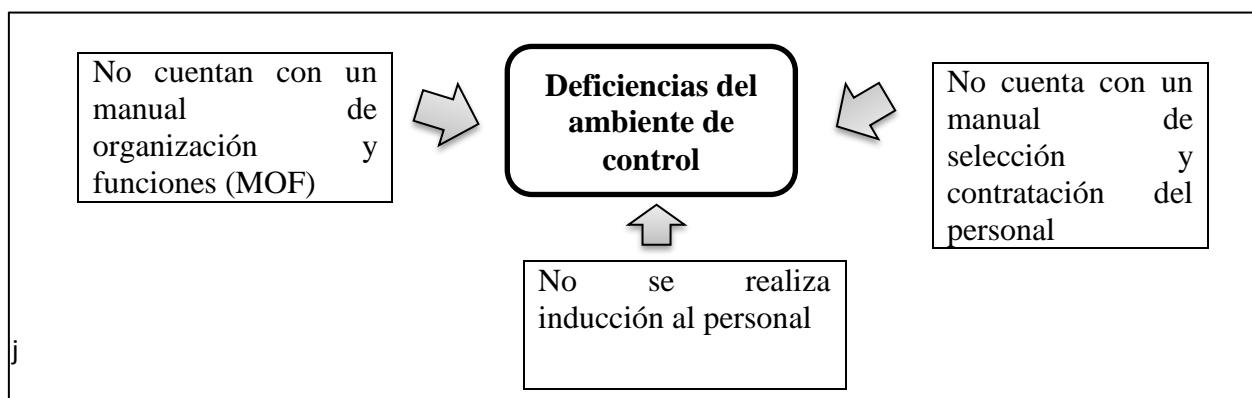 No cuentan con un
manual de
organización y
funciones (MOF)
Deficiencias del
ambiente de
control
No cuenta con un
manual de
selección y
contratación del
personal
No se realiza
inducción al personal
j